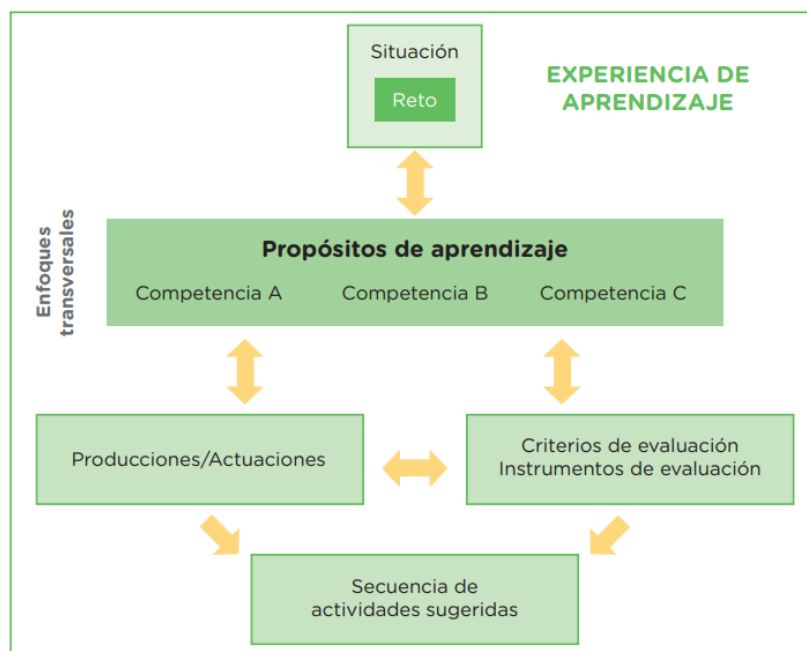 Situación
Reto
EXPERIENCIA DE
APRENDIZAJE
Enfoques
transversales
Propósitos de aprendizaje
Competencia A Competencia B Competencia C
Producciones/Actuaciones
Criterios de evaluación
Instrumentos de evaluación
Secuencia de
actividades sugeridas